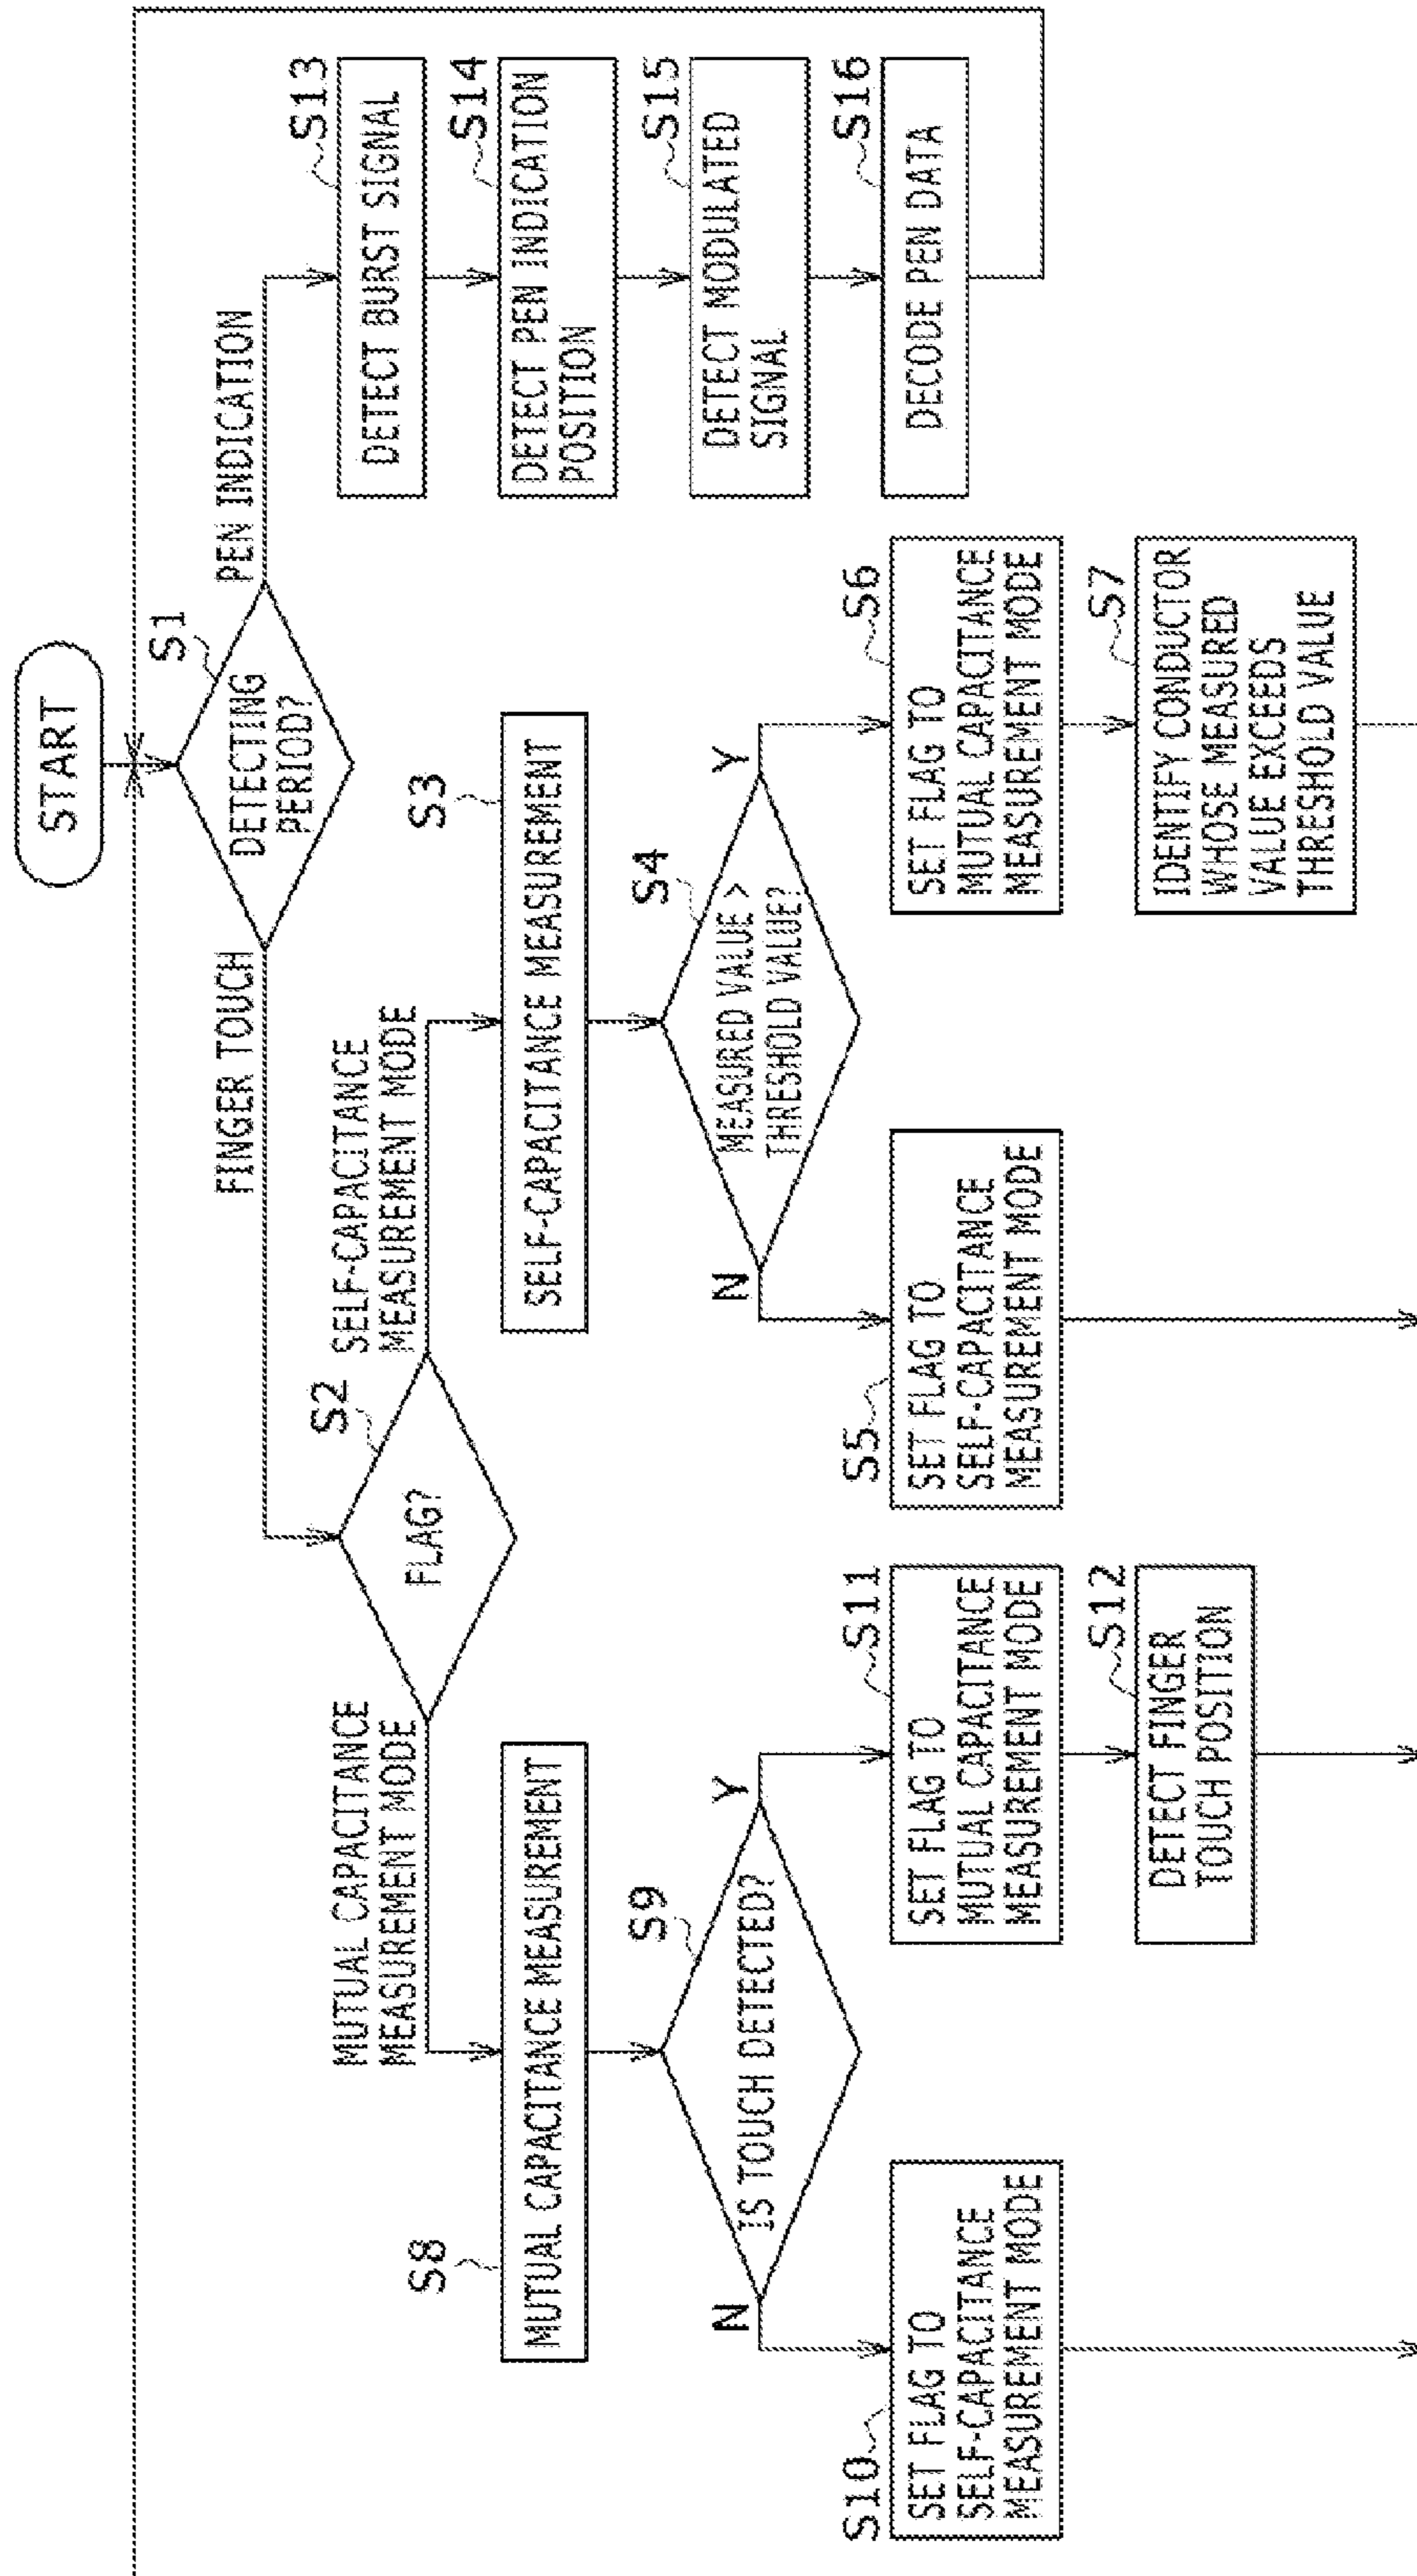 START
S1
DETECTING
PERIOD?
FINGER TOUCH
PEN INDICATION
S2
FLAG?
MUTUAL CAPACITANCE
MEASUREMENT MODE
SELF-CAPACITANCE
MEASUREMENT MODE
S3
SELF-CAPACITANCE MEASUREMENT
S4
MEASURED VALUE >
THRESHOLD VALUE?
N
Y
S5
SET FLAG TO
SELF-CAPACITANCE
MEASUREMENT MODE
S6
SET FLAG TO
MUTUAL CAPACITANCE
MEASUREMENT MODE
S7
IDENTIFY CONDUCTOR
WHOSE MEASURED
VALUE EXCEEDS
THRESHOLD VALUE
S8
MUTUAL CAPACITANCE MEASUREMENT
S9
IS TOUCH DETECTED?
N
Y
S10
SET FLAG TO
SELF-CAPACITANCE
MEASUREMENT MODE
S11
SET FLAG TO
MUTUAL CAPACITANCE
MEASUREMENT MODE
S12
DETECT FINGER
TOUCH POSITION
S13
DETECT BURST SIGNAL
S14
DETECT PEN INDICATION
POSITION
S15
DETECT MODULATED
SIGNAL
S16
DECODE PEN DATA